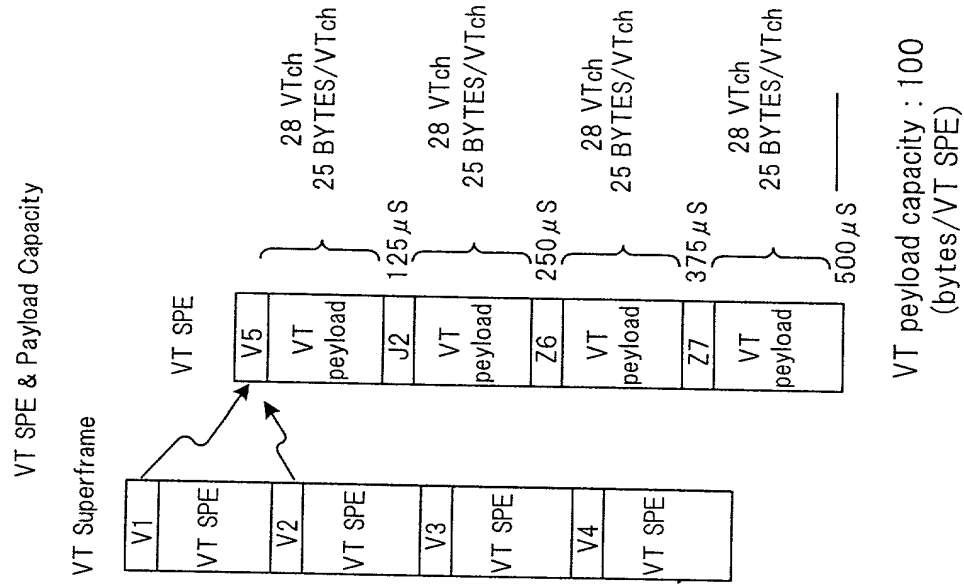 VT SPE & Payload Capacity
VT Superframe
V1
VT SPE
V2
VT SPE
V3
VT SPE
V4
VT SPE
VT SPE
V5
VT
peyload
J2
VT
peyload
Z6
VT
peyload
Z7
VT
peyload
28 VTch
25 BYTES/VTch
125μS
28 VTch
25 BYTES/VTch
250μS
28 VTch
25 BYTES/VTch
375μS
28 VTch
25 BYTES/VTch
500μS
VT peyload capacity : 100
(bytes/VT SPE)